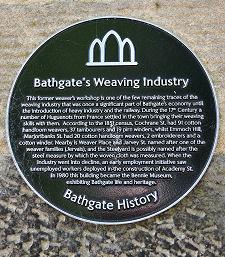 Bathgate's Weaving Industry
This former weaver's workshop is one of few remaining traces of the
weaving industry that was once a significant part of Bathgate's economy until
the introduction of heavy industry and the railway. During the 17th Century a
number of Huguenots from France settled in the town bringing their weaving
skills with them. According to the 1851 census, Cochrane St. had 91 cotton
handloom weavers, 37 tambourers and 19 pirn winders, whilst Emmoch Hill,
Marjoribanks St. had 20 cotton handloom weavers, 2 embroiderers and a
cotton winder. Nearby is Weaver Place and Jarvey St. named after one of the
weaver families (Jervais), and the Steelyard is possibly named after the
steel measure by which the woven cloth was measured. When the
industry went into decline, an early employment initiative saw
unemployed workers deployed in the construction of Academy St.
In 1980 this building became the Bennie Museum,
exhibiting Bathgate life and heritage.
Bathgate History